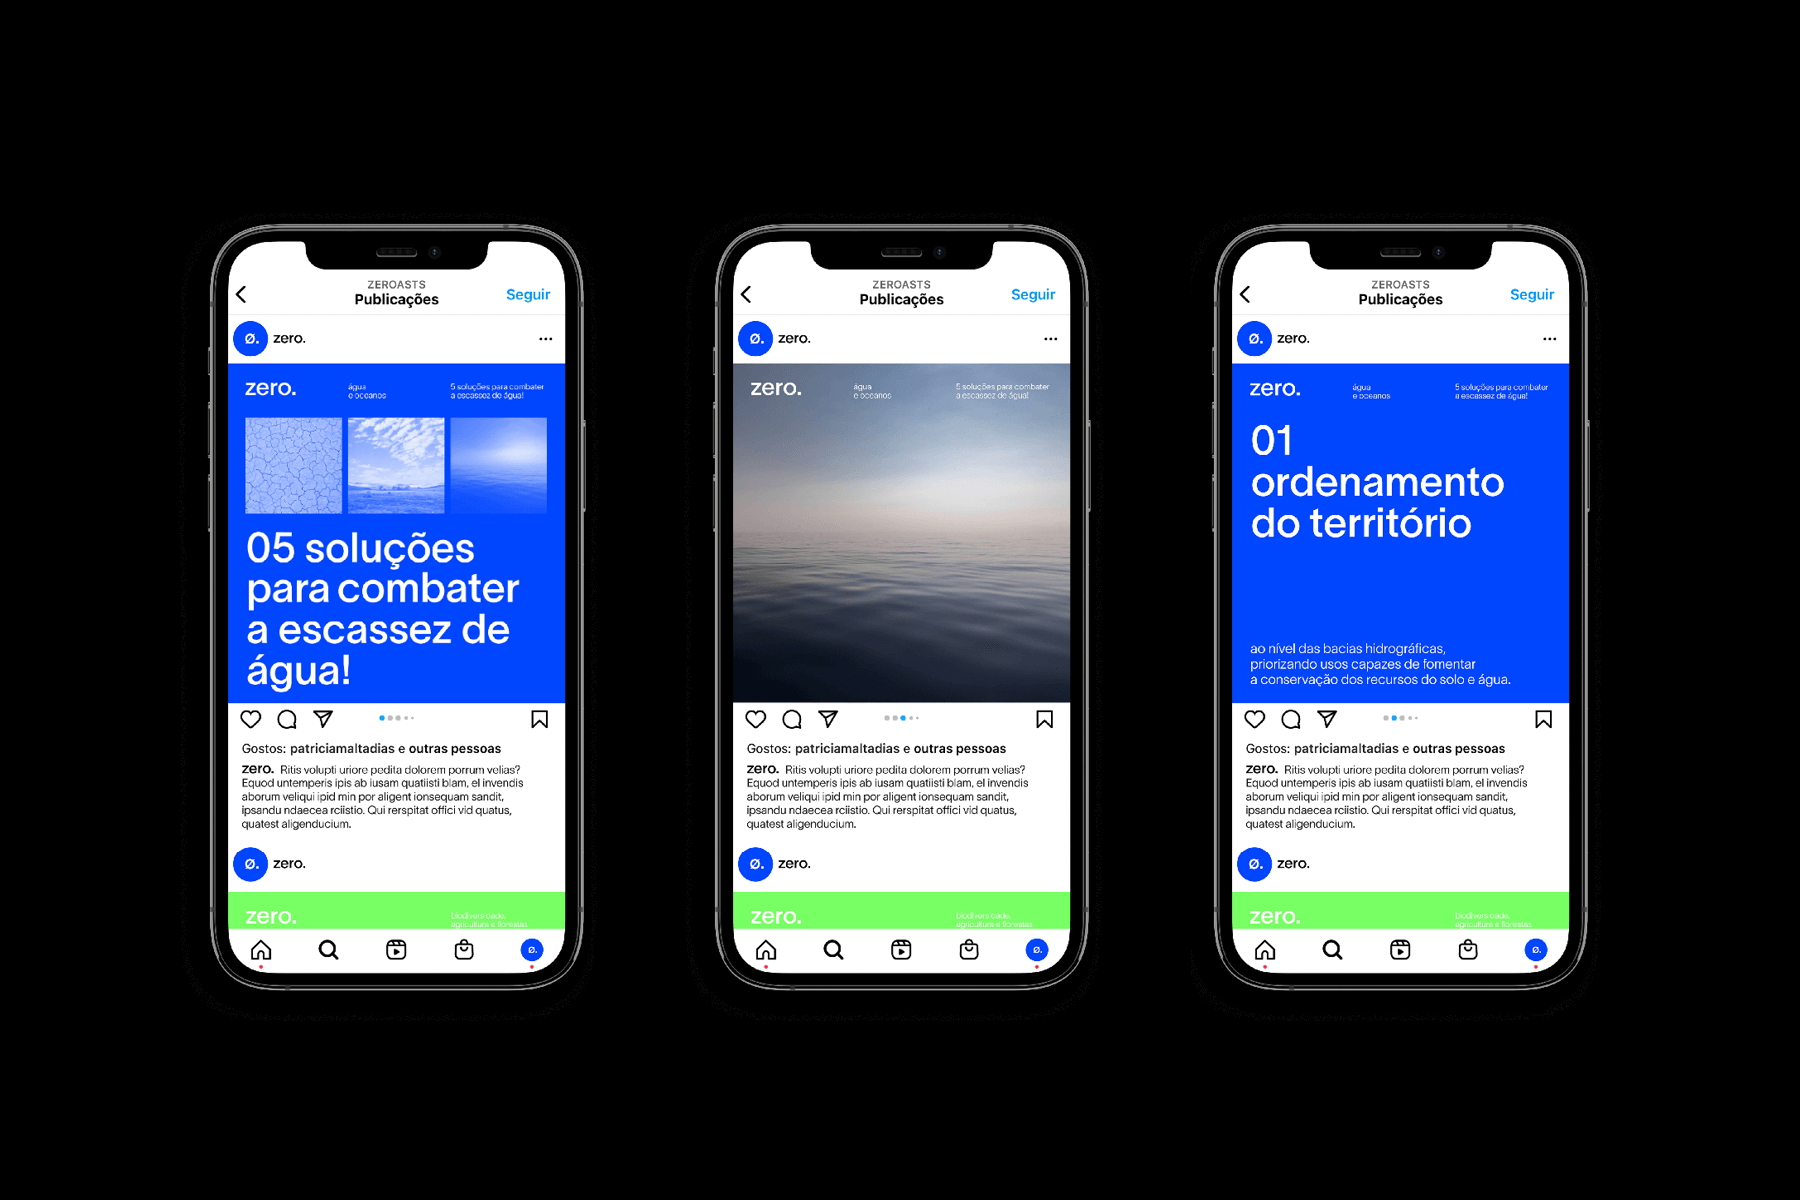 ZEROASTS
Publicações
Seguir
Ø. zero.
zero.
água
e oceanos
5 soluções para combater
a escassez de água!
05 soluções
para combater
a escassez de
água!
Gostos: patriciamaltadias e outras pessoas
zero. Ritis volupti uriore pedita dolorem porrum velias?
Equod untemperis ipis ab iusam quatiisti blam, el invendis
aborum veliqui ipid min por aligent ionsequam sandit,
ipsandu ndaecea rciistio. Qui rerspitat offici vid quatus,
quatest aligenducium.
Ø. zero.
zero.
biodiversidade,
agricultura e florestas
Ø.
ZEROASTS
Publicações
Seguir
Ø. zero.
zero.
água
e oceanos
5 soluções para combater
a escassez de água!
Gostos: patriciamaltadias e outras pessoas
zero. Ritis volupti uriore pedita dolorem porrum velias?
Equod untemperis ipis ab iusam quatiisti blam, el invendis
aborum veliqui ipid min por aligent ionsequam sandit,
ipsandu ndaecea rciistio. Qui rerspitat offici vid quatus,
quatest aligenducium.
Ø. zero.
zero.
biodiversidade,
agricultura e florestas
Ø.
ZEROASTS
Publicações
Seguir
Ø. zero.
zero.
água
e oceanos
5 soluções para combater
a escassez de água!
01
ordenamento
do território
ao nível das bacias hidrográficas,
priorizando usos capazes de fomentar
a conservação dos recursos do solo e água.
Gostos: patriciamaltadias e outras pessoas
zero. Ritis volupti uriore pedita dolorem porrum velias?
Equod untemperis ipis ab iusam quatiisti blam, el invendis
aborum veliqui ipid min por aligent ionsequam sandit,
ipsandu ndaecea rciistio. Qui rerspitat offici vid quatus,
quatest aligenducium.
Ø. zero.
zero.
biodiversidade,
agricultura e florestas
Ø.